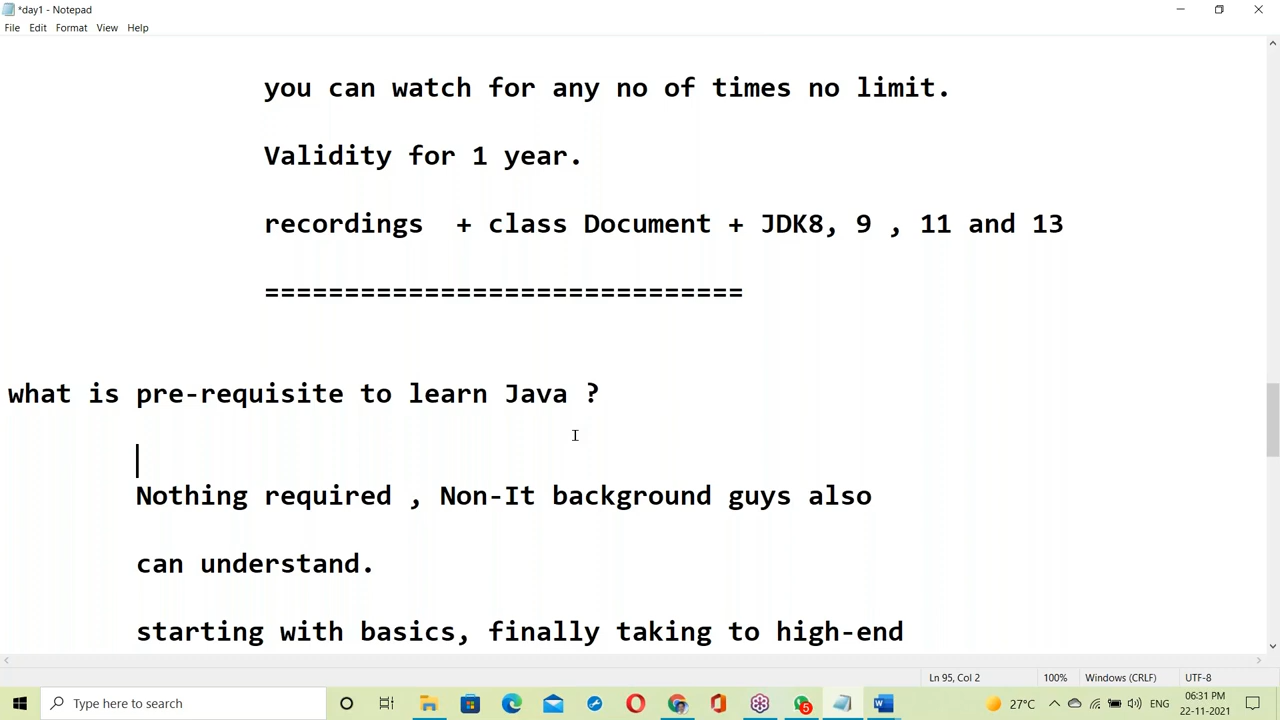 *day1 - Notepad
File Edit Format View Help
you can watch for any no of times no limit.
Validity for 1 year.
recordings  + class Document + JDK8, 9 , 11 and 13
==============================
what is pre-requisite to learn Java ?
Nothing required , Non-It background guys also
can understand.
starting with basics, finally taking to high-end
Ln 95, Col 2 100% Windows (CRLF) UTF-8
Type here to search
5
27°C
ENG
06:31 PM
22-11-2021